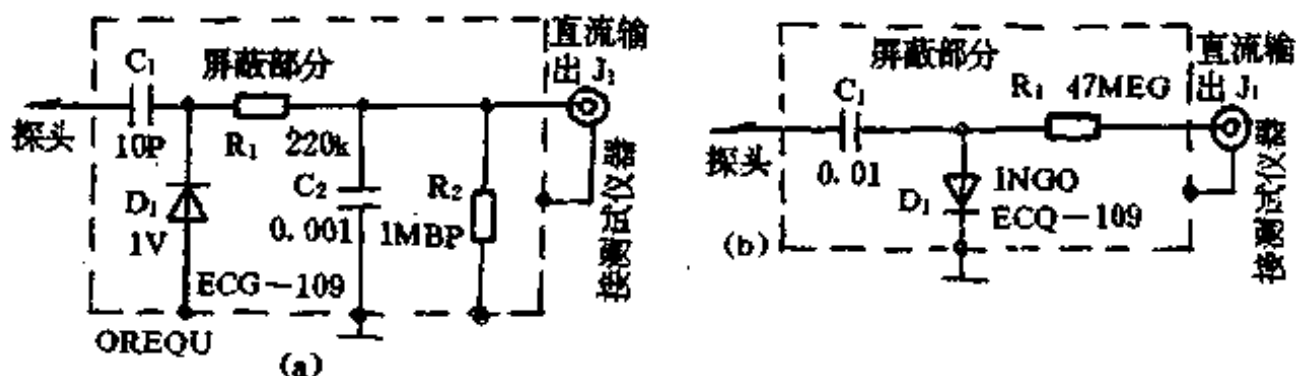 C₁
屏蔽部分
直流输
出 J₁
探头
10P
R₁
220k
D₁
1V
C₂
0.001
R₂
1MBP
ECG-109
OREQU
接测试仪器
(a)
屏蔽部分
直流输
出 J₁
C₁
R₁ 47MEG
探头
0.01
D₁
INGO
ECQ-109
(b)
接测试仪器